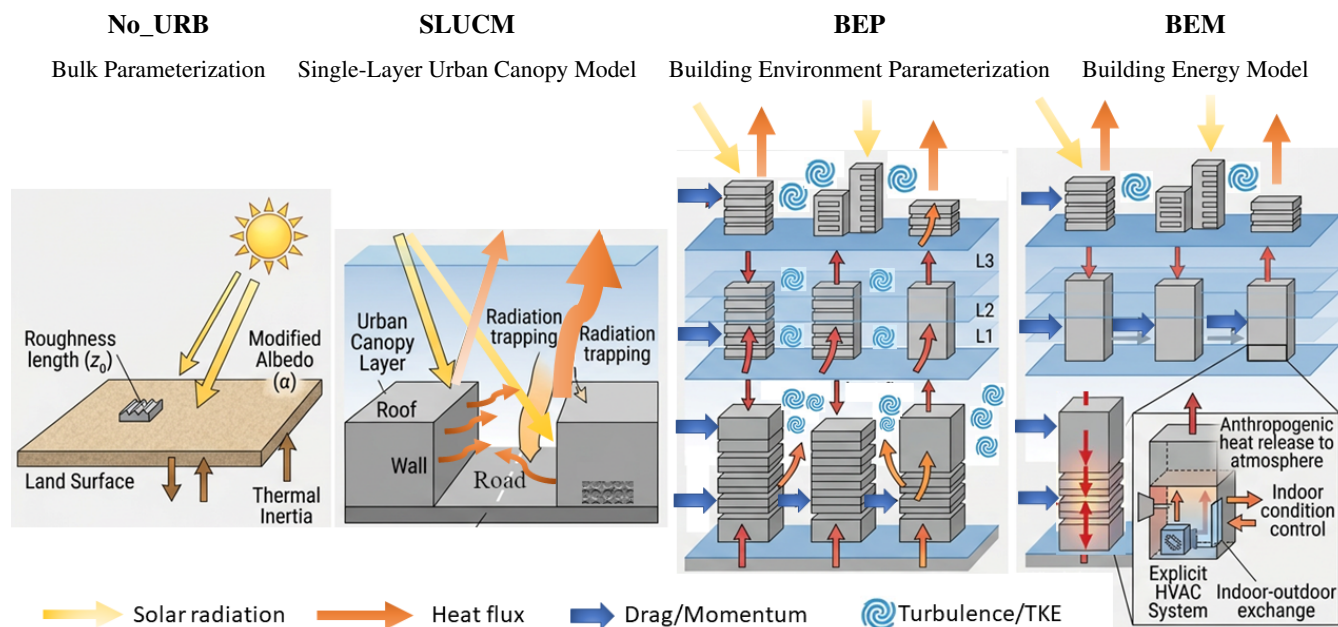 No_URB
Bulk Parameterization
SLUCM
Single-Layer Urban Canopy Model
BEP
Building Environment Parameterization
BEM
Building Energy Model
Roughness
length (z₀)
Modified
Albedo
(α)
Land Surface
Thermal
Inertia
Urban
Canopy
Layer
Radiation
trapping
Radiation
trapping
Roof
Wall
Road
L3
L2
L1
Anthropogenic
heat release to
atmosphere
Indoor
condition
control
Explicit
HVAC
System
Indoor-outdoor
exchange
Solar radiation
Heat flux
Drag/Momentum
Turbulence/TKE